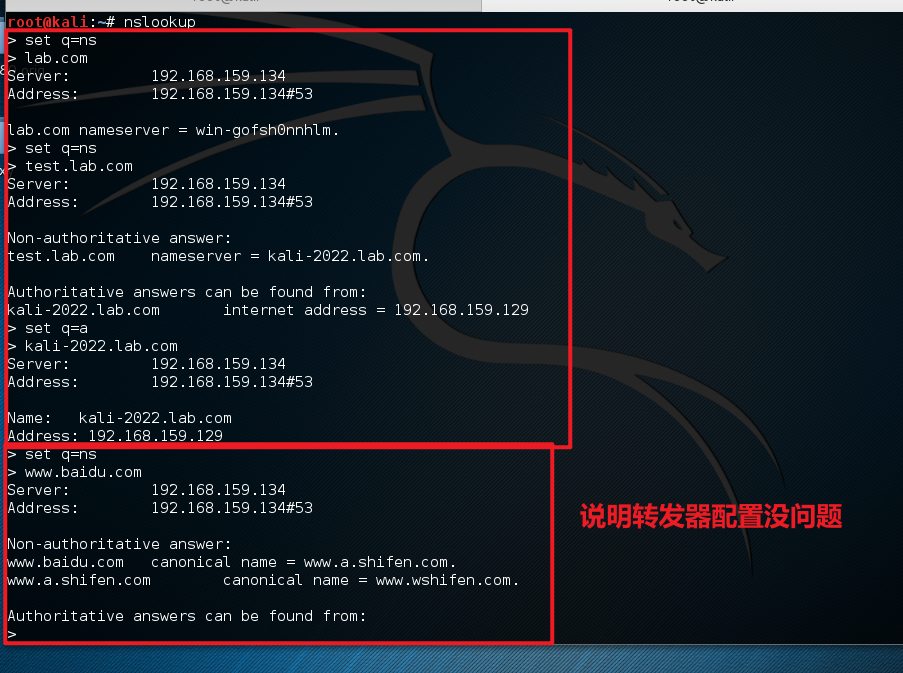 root@kali:~# nslookup
> set q=ns
> lab.com
Server:		192.168.159.134
Address:	192.168.159.134#53

lab.com	nameserver = win-gofsh0nnhlm.
> set q=ns
> test.lab.com
Server:		192.168.159.134
Address:	192.168.159.134#53

Non-authoritative answer:
test.lab.com	nameserver = kali-2022.lab.com.

Authoritative answers can be found from:
kali-2022.lab.com	internet address = 192.168.159.129
> set q=a
> kali-2022.lab.com
Server:		192.168.159.134
Address:	192.168.159.134#53

Name:	kali-2022.lab.com
Address: 192.168.159.129
> set q=ns
> www.baidu.com
Server:		192.168.159.134
Address:	192.168.159.134#53
说明转发器配置没问题

Non-authoritative answer:
www.baidu.com	canonical name = www.a.shifen.com.
www.a.shifen.com	canonical name = www.wshifen.com.

Authoritative answers can be found from:
>